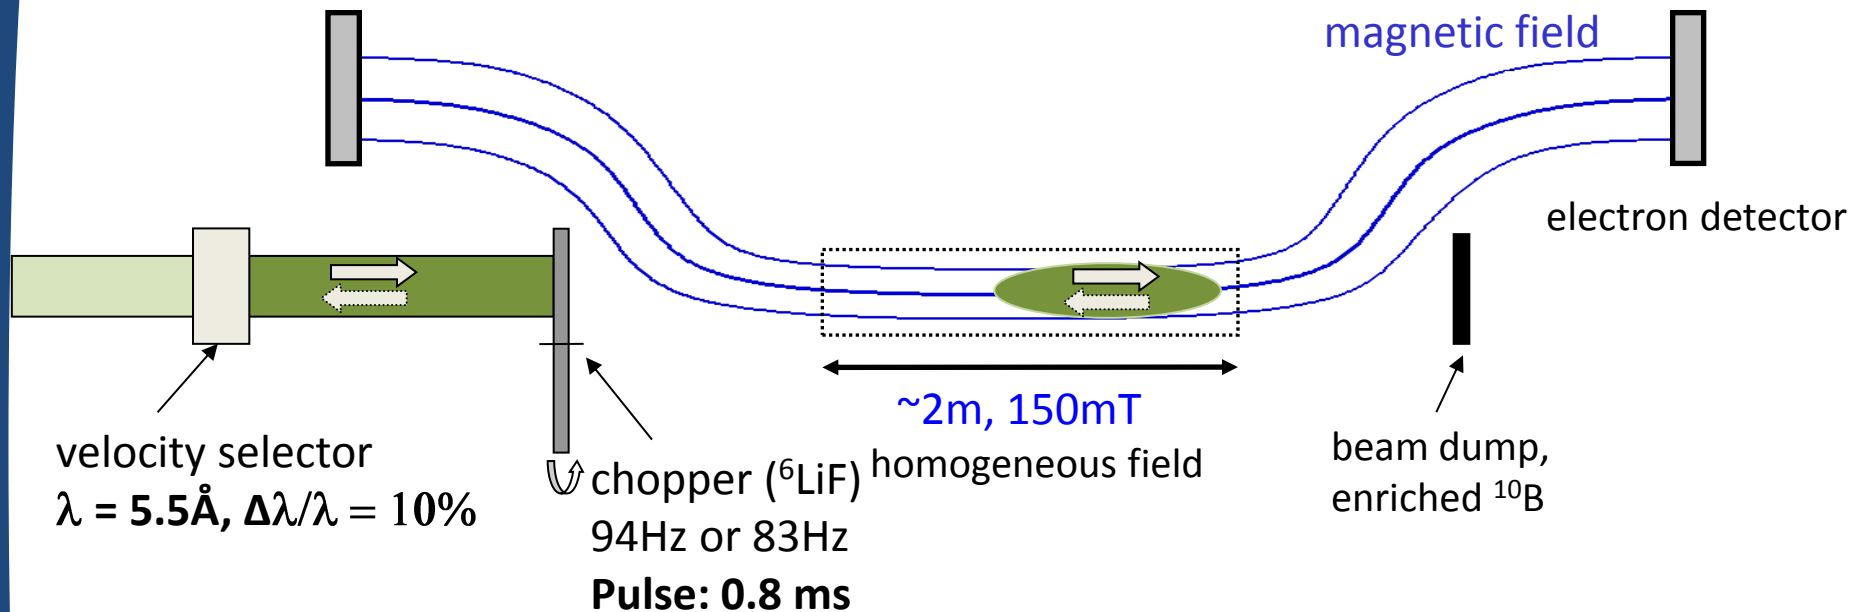 magnetic field
electron detector
velocity selector
λ = 5.5Å, Δλ/λ = 10%
chopper (⁶LiF)
94Hz or 83Hz
Pulse: 0.8 ms
~2m, 150mT
homogeneous field
beam dump,
enriched ¹⁰B